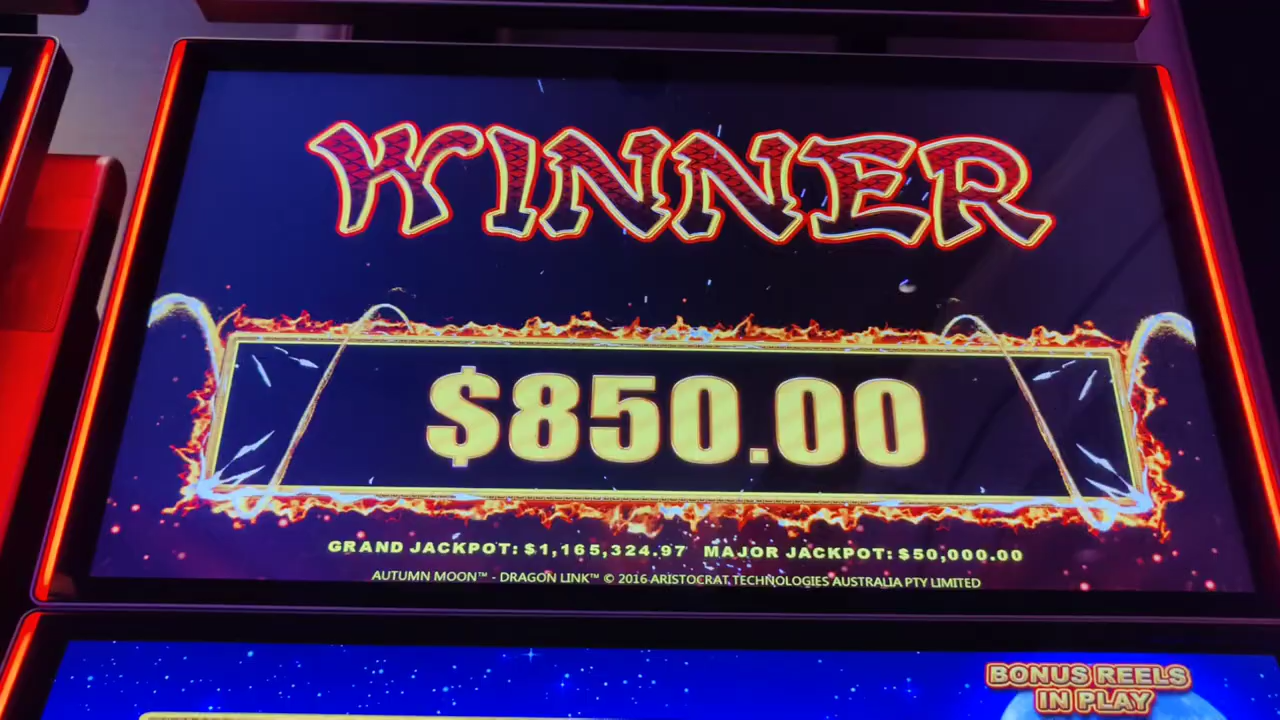 WINNER
$850.00
GRAND JACKPOT: $1,165,324.97 MAJOR JACKPOT: $50,000.00
AUTUMN MOON™ - DRAGON LINK™ © 2016 ARISTOCRAT TECHNOLOGIES AUSTRALIA PTY LIMITED
BONUS REELS
IN PLAY